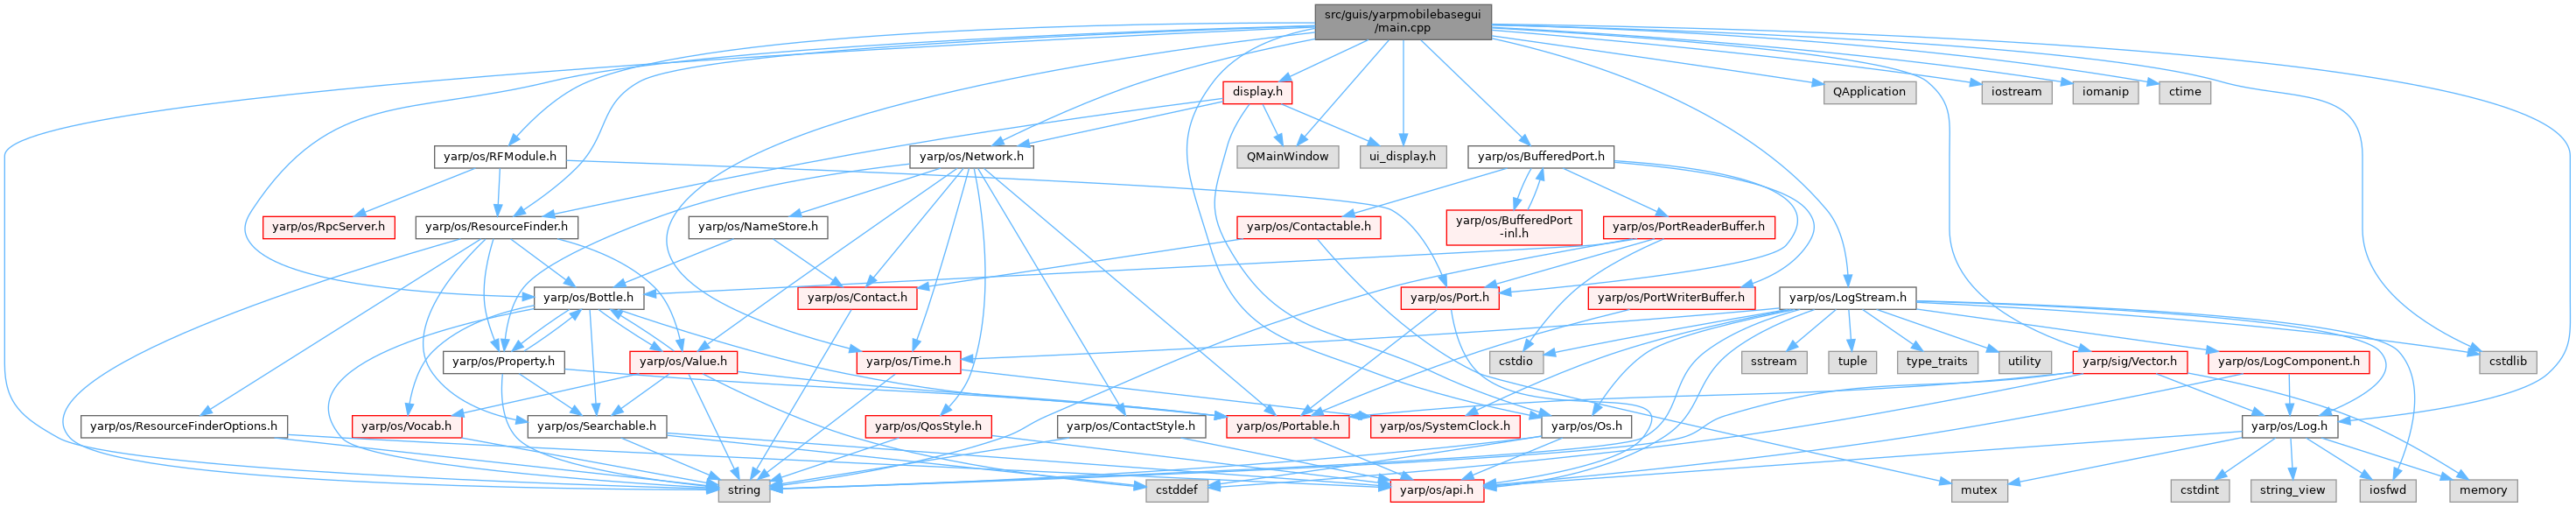 src/guis/yarpmobilebasegui
/main.cpp
display.h
QApplication
iostream
iomanip
ctime
yarp/os/RFModule.h
yarp/os/Network.h
QMainWindow
ui_display.h
yarp/os/BufferedPort.h
yarp/os/RpcServer.h
yarp/os/ResourceFinder.h
yarp/os/NameStore.h
yarp/os/Contactable.h
yarp/os/BufferedPort
-inl.h
yarp/os/PortReaderBuffer.h
yarp/os/Bottle.h
yarp/os/Contact.h
yarp/os/Port.h
yarp/os/PortWriterBuffer.h
yarp/os/LogStream.h
yarp/os/Property.h
yarp/os/Value.h
yarp/os/Time.h
cstdio
sstream
tuple
type_traits
utility
yarp/sig/Vector.h
yarp/os/LogComponent.h
cstdlib
yarp/os/ResourceFinderOptions.h
yarp/os/Vocab.h
yarp/os/Searchable.h
yarp/os/QosStyle.h
yarp/os/ContactStyle.h
yarp/os/Portable.h
yarp/os/SystemClock.h
yarp/os/Os.h
yarp/os/Log.h
string
cstddef
yarp/os/api.h
mutex
cstdint
string_view
iosfwd
memory